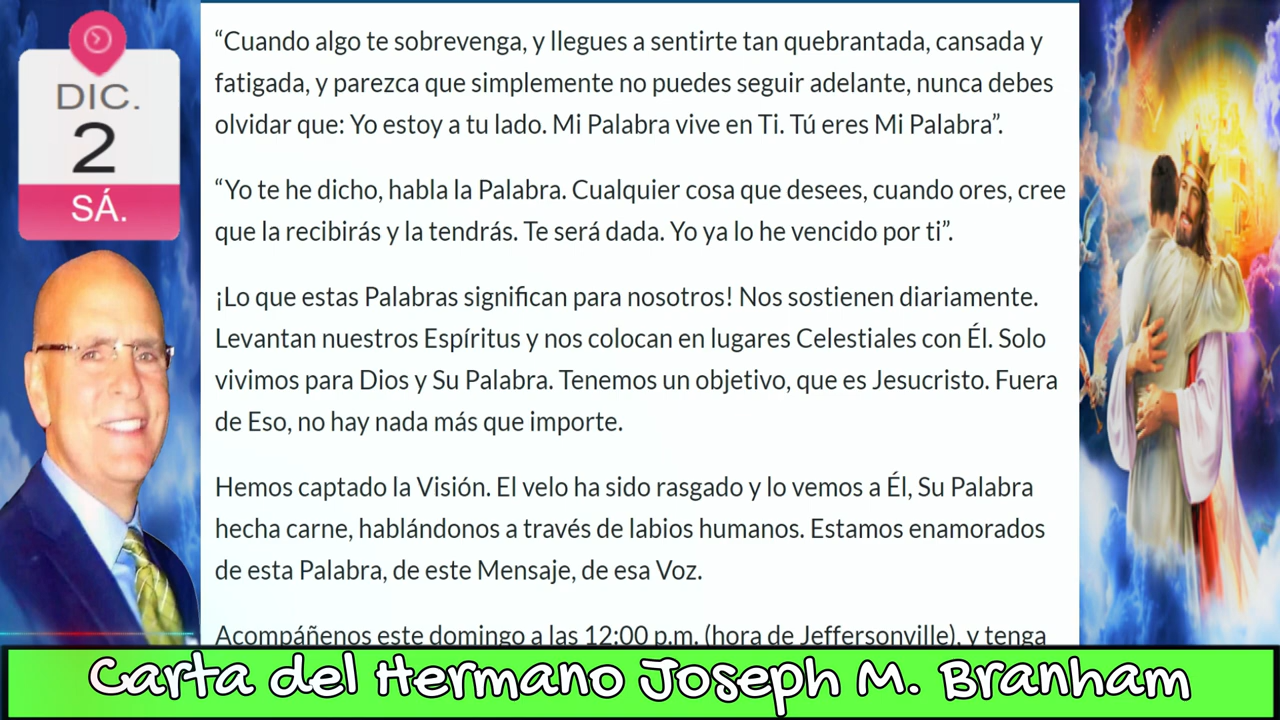 DIC.
2
SÁ.
“Cuando algo te sobrevenga, y llegues a sentirte tan quebrantada, cansada y
fatigada, y parezca que simplemente no puedes seguir adelante, nunca debes
olvidar que: Yo estoy a tu lado. Mi Palabra vive en Ti. Tú eres Mi Palabra”.
“Yo te he dicho, habla la Palabra. Cualquier cosa que desees, cuando ores, cree
que la recibirás y la tendrás. Te será dada. Yo ya lo he vencido por ti”.
¡Lo que estas Palabras significan para nosotros! Nos sostienen diariamente.
Levantan nuestros Espíritus y nos colocan en lugares Celestiales con Él. Solo
vivimos para Dios y Su Palabra. Tenemos un objetivo, que es Jesucristo. Fuera
de Eso, no hay nada más que importe.
Hemos captado la Visión. El velo ha sido rasgado y lo vemos a Él, Su Palabra
hecha carne, hablándonos a través de labios humanos. Estamos enamorados
de esta Palabra, de este Mensaje, de esa Voz.
Acompáñenos este domingo a las 12:00 p.m. (hora de Jeffersonville), y tenga
Carta del Hermano Joseph M. Branham